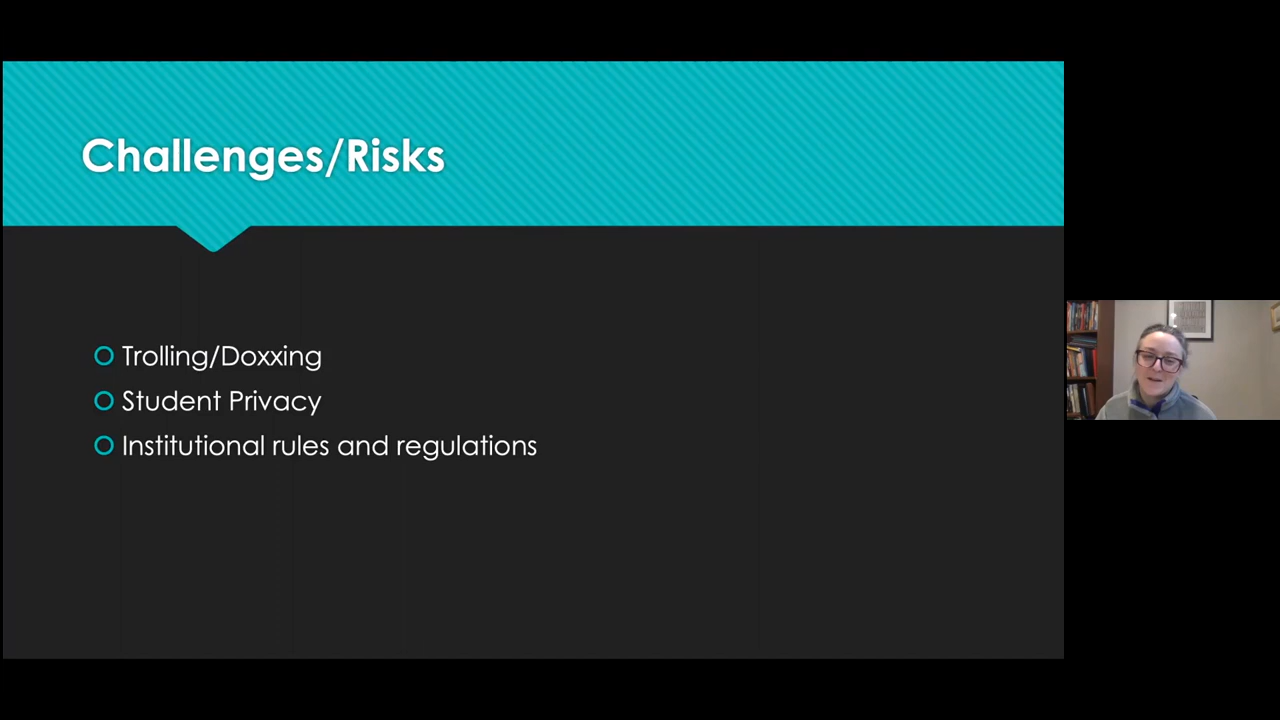 Challenges/Risks
Trolling/Doxxing
Student Privacy
Institutional rules and regulations